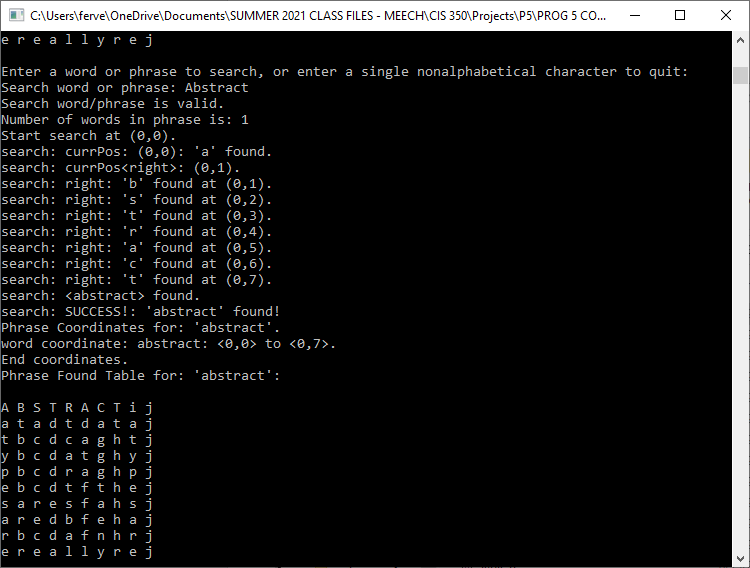 C:\Users\ferve\OneDrive\Documents\SUMMER 2021 CLASS FILES - MEECH\CIS 350\Projects\P5\PROG 5 CO...
e r e a l l y r e j
Enter a word or phrase to search, or enter a single nonalphabetical character to quit:
Search word or phrase: Abstract
Search word/phrase is valid.
Number of words in phrase is: 1
Start search at (0,0).
search: currPos: (0,0): 'a' found.
search: currPos<right>: (0,1).
search: right: 'b' found at (0,1).
search: right: 's' found at (0,2).
search: right: 't' found at (0,3).
search: right: 'r' found at (0,4).
search: right: 'a' found at (0,5).
search: right: 'c' found at (0,6).
search: right: 't' found at (0,7).
search: <abstract> found.
search: SUCCESS!: 'abstract' found!
Phrase Coordinates for: 'abstract'.
word coordinate: abstract: <0,0> to <0,7>.
End coordinates.
Phrase Found Table for: 'abstract':
A B S T R A C T i j
a t a d t d a t a j
t b c d c a g h t j
y b c d a t g h y j
p b c d r a g h p j
e b c d t f t h e j
s a r e s f a h s j
a r e d b f e h a j
r b c d a f n h r j
e r e a l l y r e j